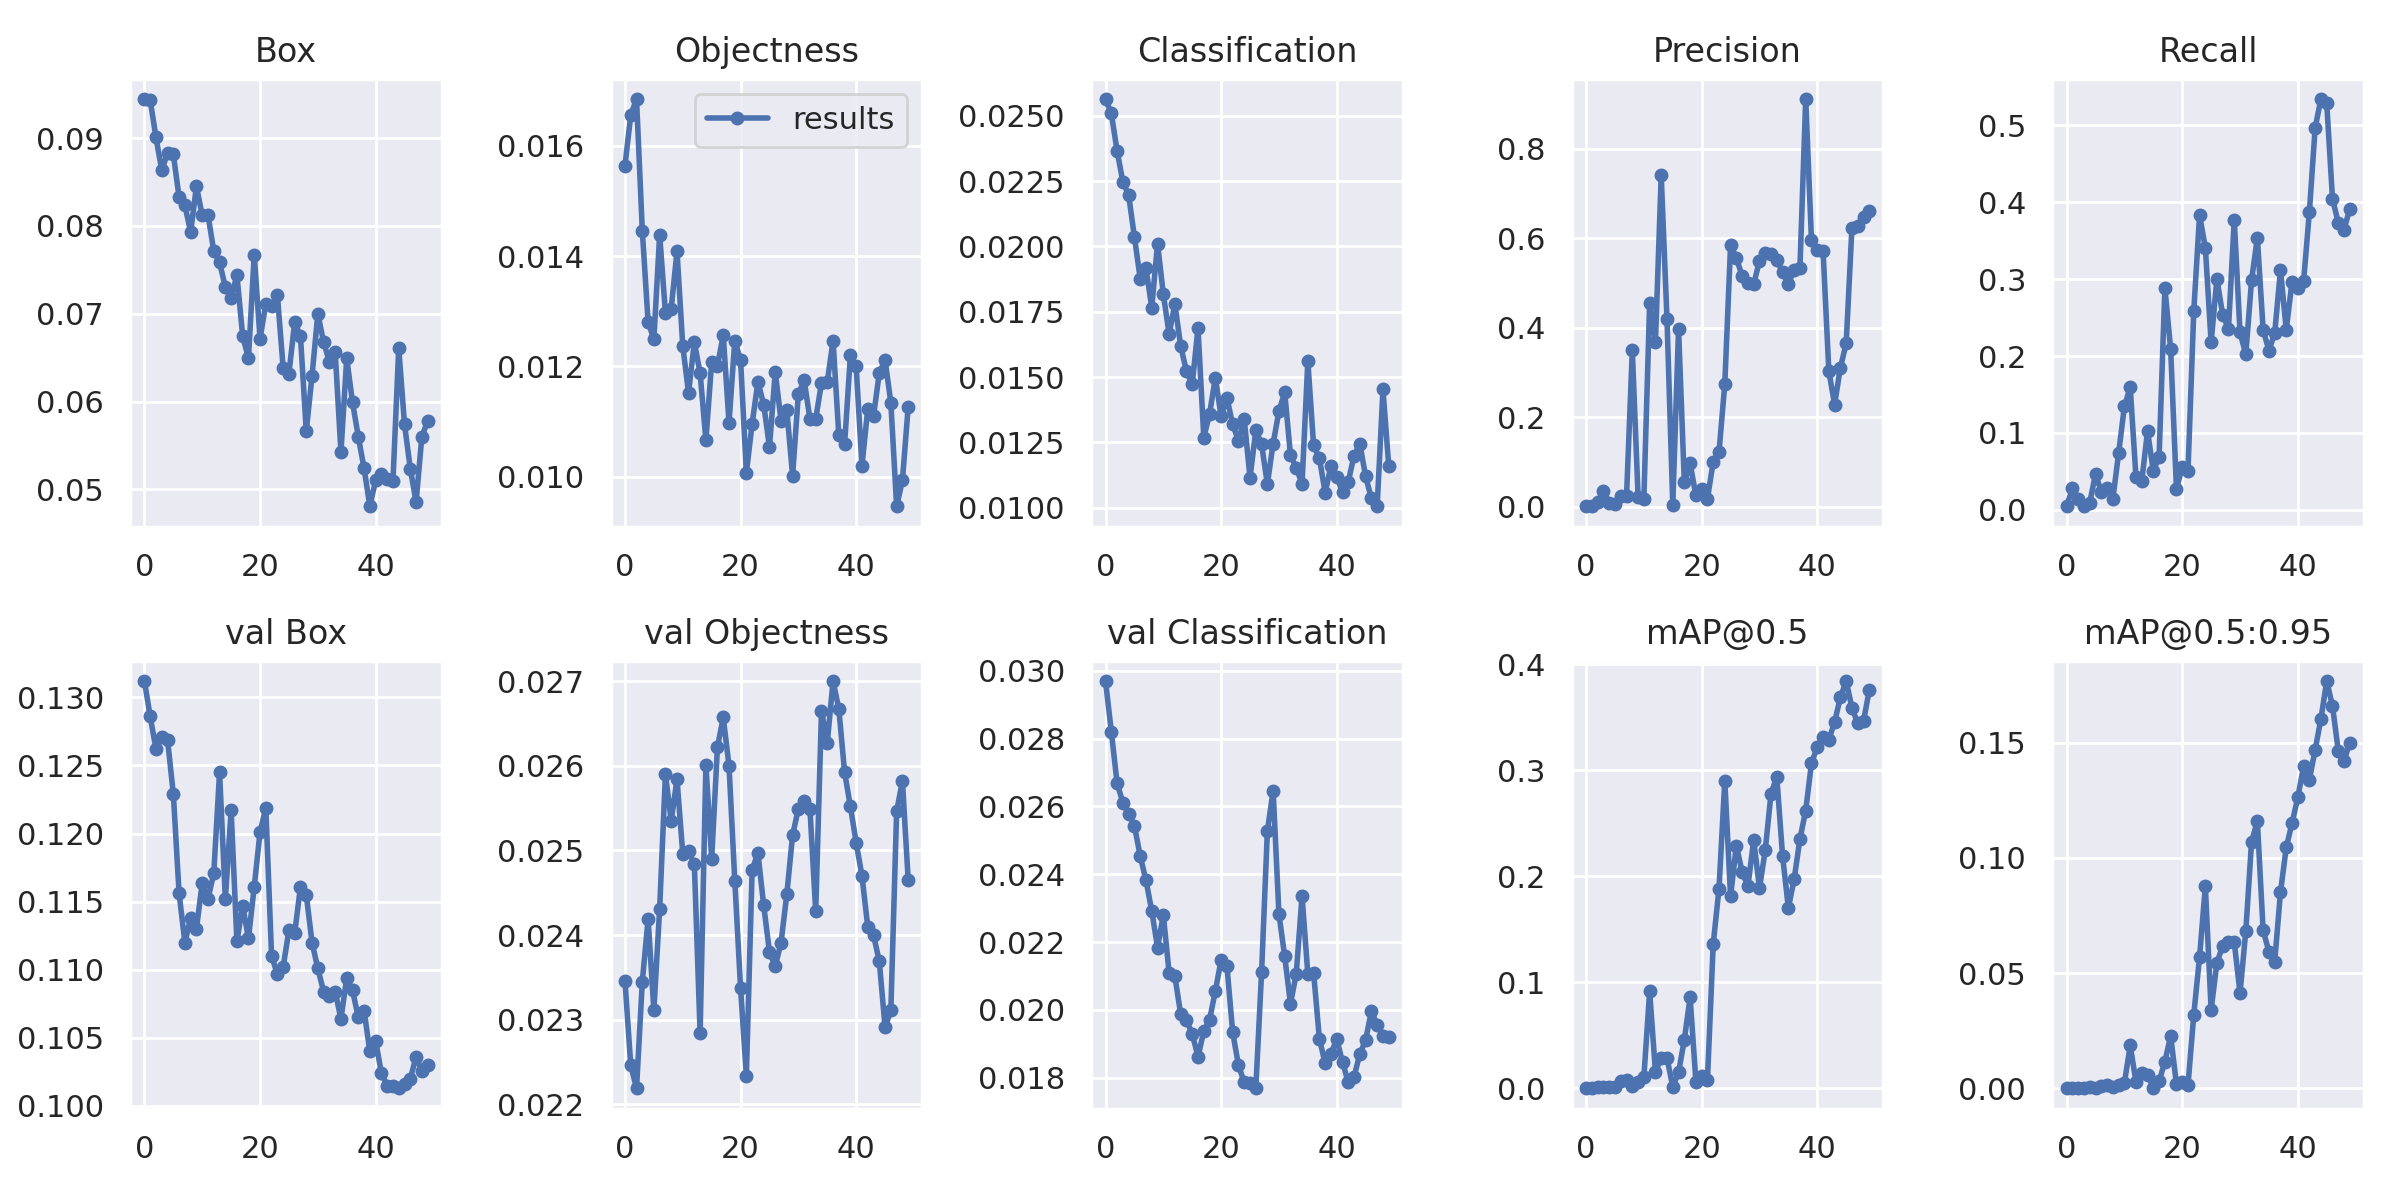 Box
Objectness
Classification
Precision
Recall
0.09
0.08
0.07
0.06
0.05
0 20 40
results
0.016
0.014
0.012
0.010
0 20 40
0.0250
0.0225
0.0200
0.0175
0.0150
0.0125
0.0100
0 20 40
0.8
0.6
0.4
0.2
0.0
0 20 40
0.5
0.4
0.3
0.2
0.1
0.0
0 20 40
val Box
val Objectness
val Classification
mAP@0.5
mAP@0.5:0.95
0.130
0.125
0.120
0.115
0.110
0.105
0.100
0 20 40
0.027
0.026
0.025
0.024
0.023
0.022
0 20 40
0.030
0.028
0.026
0.024
0.022
0.020
0.018
0 20 40
0.4
0.3
0.2
0.1
0.0
0 20 40
0.15
0.10
0.05
0.00
0 20 40